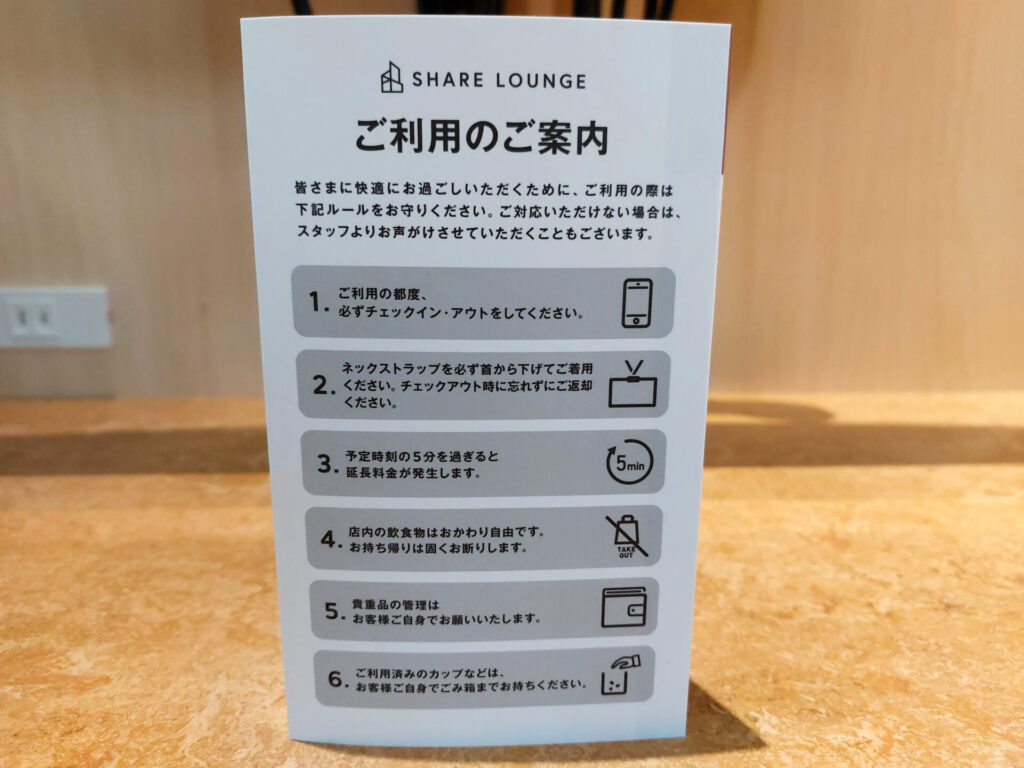 SHARE LOUNGE
ご利用のご案内
皆さまに快適にお過ごしいただくために、ご利用の際は
下記ルールをお守りください。ご対応いただけない場合は、
スタッフよりお声がけさせていただくこともございます。
1. ご利用の都度、
必ずチェックイン・アウトをしてください。
2. ネックストラップを必ず首から下げてご着用
ください。チェックアウト時に忘れずにご返却
ください。
3. 予定時刻の5分を過ぎると
延長料金が発生します。
5min
4. 店内の飲食物はおかわり自由です。
お持ち帰りは固くお断りします。
TAKE
OUT
5. 貴重品の管理は
お客様ご自身でお願いいたします。
6. ご利用済みのカップなどは、
お客様ご自身でごみ箱までお持ちください。